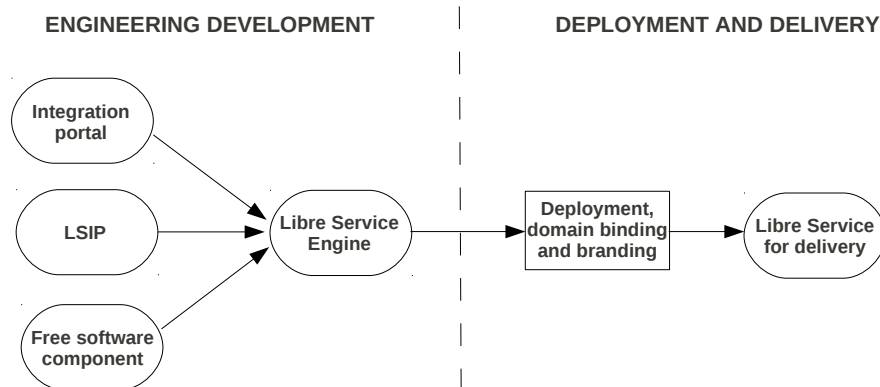 ENGINEERING DEVELOPMENT
DEPLOYMENT AND DELIVERY
Integration
portal
LSIP
Free software
component
Libre Service
Engine
Deployment,
domain binding
and branding
Libre Service
for delivery